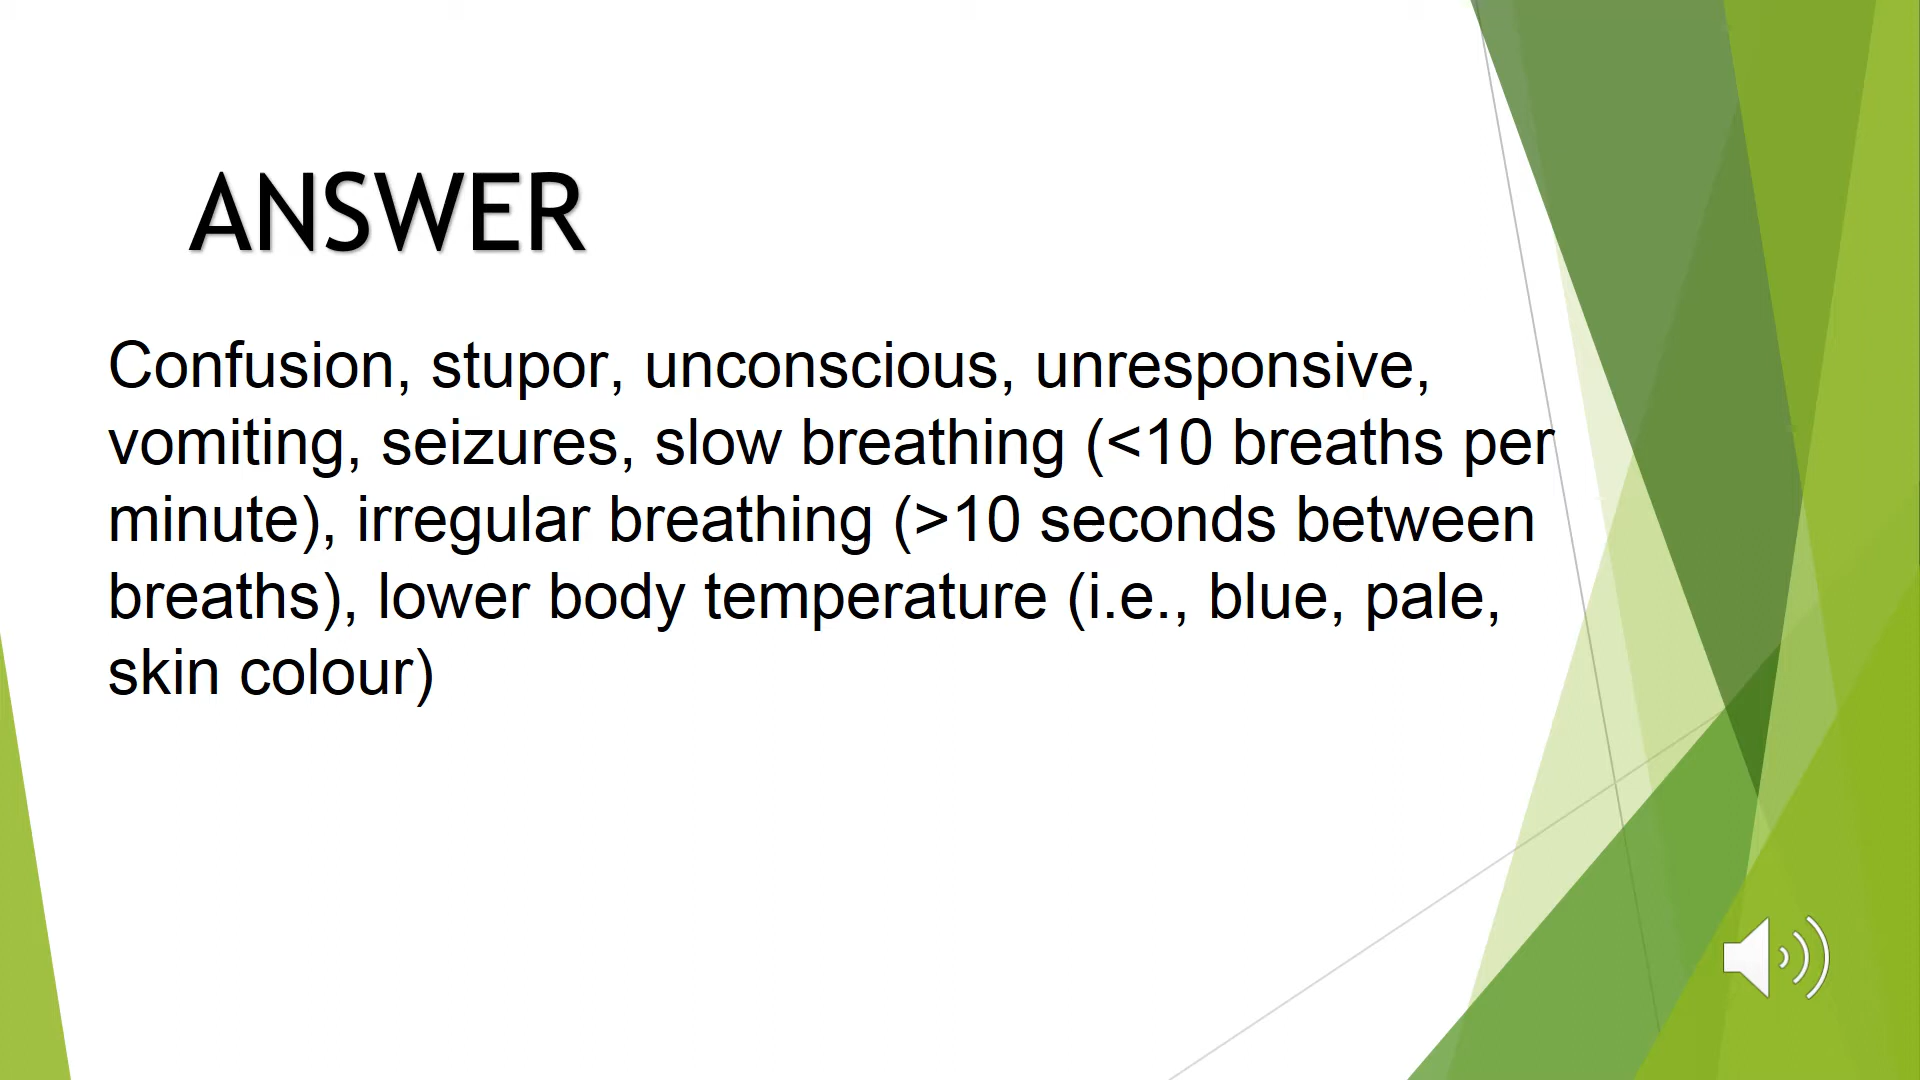 ANSWER
Confusion, stupor, unconscious, unresponsive,
vomiting, seizures, slow breathing (<10 breaths per
minute), irregular breathing (>10 seconds between
breaths), lower body temperature (i.e., blue, pale,
skin colour)